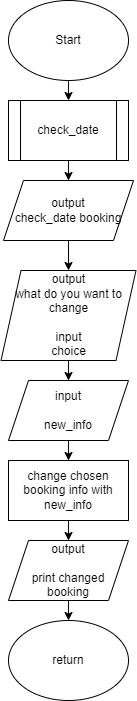 Start
check_date
output
check_date booking
output
what do you want to
change
input
choice
input
new_info
change chosen
booking info with
new_info
output
print changed
booking
return